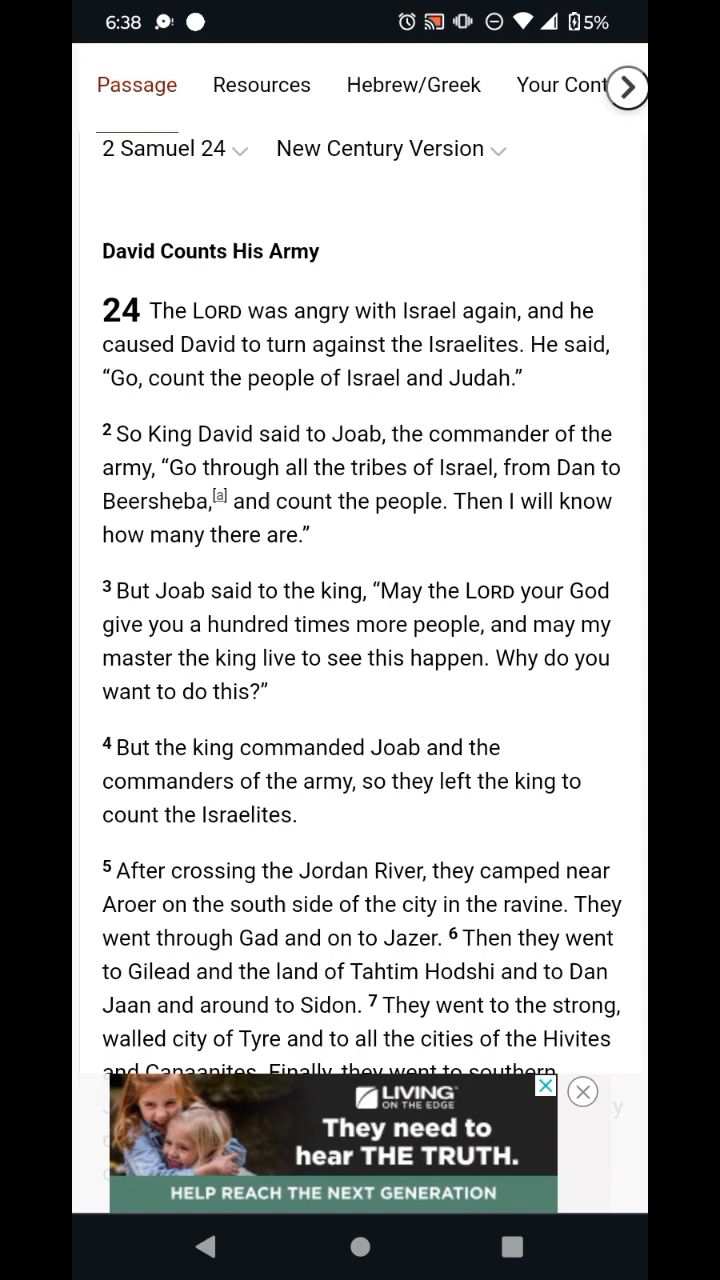 6:38
5%
Passage Resources Hebrew/Greek Your Cont
2 Samuel 24 New Century Version
David Counts His Army
24 The LORD was angry with Israel again, and he
caused David to turn against the Israelites. He said,
“Go, count the people of Israel and Judah.”
2 So King David said to Joab, the commander of the
army, “Go through all the tribes of Israel, from Dan to
Beersheba,[a] and count the people. Then I will know
how many there are.”
3 But Joab said to the king, “May the LORD your God
give you a hundred times more people, and may my
master the king live to see this happen. Why do you
want to do this?”
4 But the king commanded Joab and the
commanders of the army, so they left the king to
count the Israelites.
5 After crossing the Jordan River, they camped near
Aroer on the south side of the city in the ravine. They
went through Gad and on to Jazer. 6 Then they went
to Gilead and the land of Tahtim Hodshi and to Dan
Jaan and around to Sidon. 7 They went to the strong,
walled city of Tyre and to all the cities of the Hivites
and Canaanites. Finally, they went to southern
LIVING
ON THE EDGE
They need to
hear THE TRUTH.
HELP REACH THE NEXT GENERATION